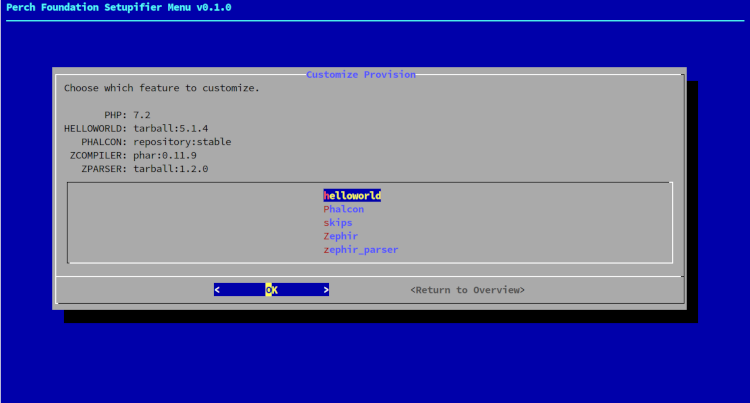 Perch Foundation Setupifier Menu v0.1.0
Customize Provision
Choose which feature to customize.
PHP: 7.2
HELLOWORLD: tarball:5.1.4
PHALCON: repository:stable
ZCOMPILER: phar:0.11.9
ZPARSER: tarball:1.2.0
helloworld
Phalcon
skips
Zephir
zephir_parser
< OK > <Return to Overview>